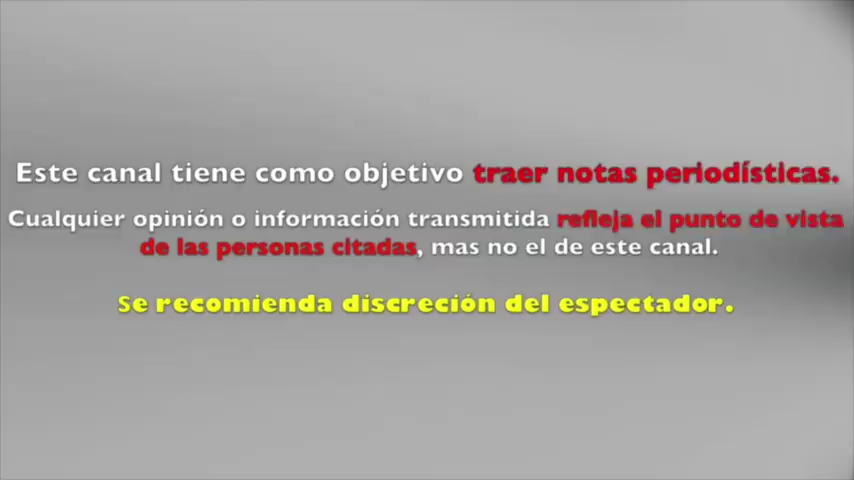 Este canal tiene como objetivo traer notas periodísticas.
Cualquier opinión o información transmitida refleja el punto de vista
de las personas citadas, mas no el de este canal.
Se recomienda discreción del espectador.